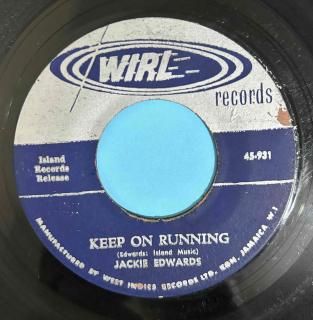 WIRL
records
Island
Records
Release
45-931
KEEP ON RUNNING
(Edwards: Island Music)
JACKIE EDWARDS
MANUFACTURED BY WEST INDIES RECORDS LTD. KGN. JAMAICA W.I